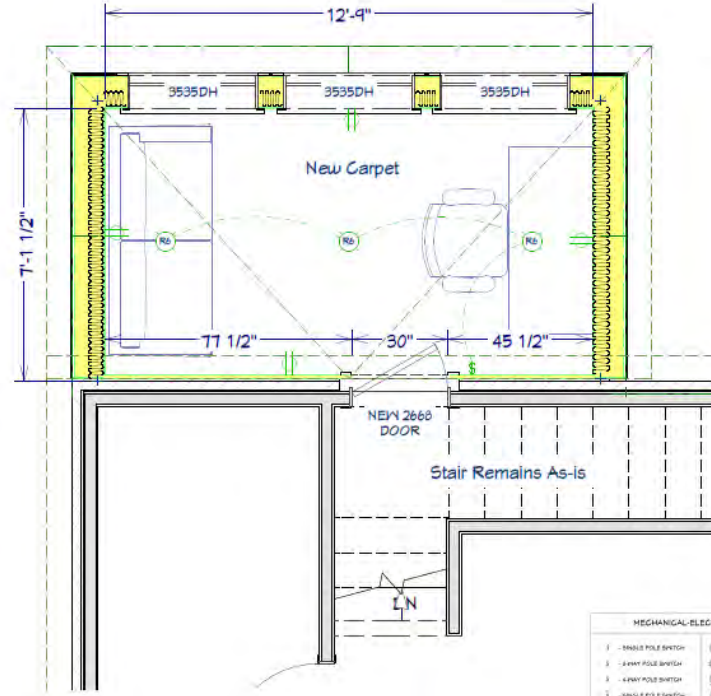 12'-9"
3535DH 3535DH 3535DH
New Carpet
7'-1 1/2"
R6 R6 R6
77 1/2" 30" 45 1/2"
$
NEW 2668
DOOR
Stair Remains As-is
MECHANICAL-ELEC
- SINGLE POLE SWITCH
- 3-WAY POLE SWITCH
- 4-WAY POLE SWITCH